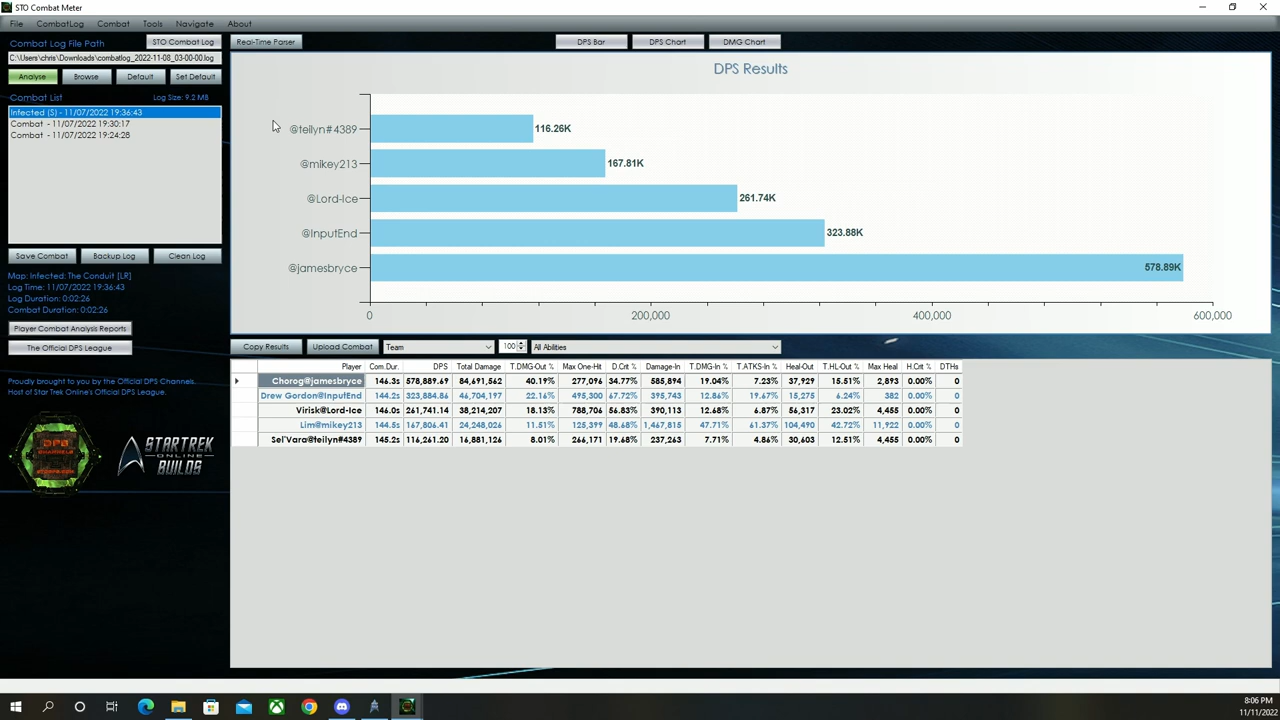 STO Combat Meter
File CombatLog Combat Tools Navigate About
Combat Log File Path STO Combat Log
C:\Users\chris\Downloads\combatlog_2022-11-08_03-00-00.log
Analyse Browse Default Set Default
Combat List Log Size: 9.2 MB
Infected (S) - 11/07/2022 19:36:43
Combat - 11/07/2022 19:30:17
Combat - 11/07/2022 19:24:28
Save Combat Backup Log Clean Log
Map: Infected: The Conduit [LR]
Log Time: 11/07/2022 19:36:43
Log Duration: 0:02:26
Combat Duration: 0:02:26
Player Combat Analysis Reports
The Official DPS League
Proudly brought to you by the Official DPS Channels.
Host of Star Trek Online's Official DPS League.
DPS
CHANNELS
STAR TREK
ONLINE
BUILDS
Real-Time Parser DPS Bar DPS Chart DMG Chart
DPS Results
@teilyn#4389 116.26K
@mikey213 167.81K
@Lord-Ice 261.74K
@InputEnd 323.88K
@jamesbryce 578.89K
0 200,000 400,000 600,000
Copy Results Upload Combat Team 100 All Abilities
Player Com.Dur. DPS Total Damage T.DMG-Out % Max One-Hit D.Crit % Damage-In T.DMG-In % T.ATKS-In % Heal-Out T.HL-Out % Max Heal H.Crit % DTHs
Chorog@jamesbryce 146.3s 578,889.69 84,691,562 40.19% 277,096 34.77% 585,894 19.04% 7.23% 37,929 15.51% 2,893 0.00% 0
Drew Gordon@InputEnd 144.2s 323,884.86 46,704,197 22.16% 495,300 67.72% 395,743 12.86% 19.67% 15,275 6.24% 382 0.00% 0
Virisk@Lord-Ice 146.0s 261,741.14 38,214,207 18.13% 788,706 56.83% 390,113 12.68% 6.87% 56,317 23.02% 4,455 0.00% 0
Lim@mikey213 144.5s 167,806.41 24,248,026 11.51% 125,399 48.68% 1,467,815 47.71% 61.37% 104,490 42.72% 11,922 0.00% 0
Sel'Vara@teilyn#4389 145.2s 116,261.20 16,881,126 8.01% 266,171 19.68% 237,263 7.71% 4.86% 30,603 12.51% 4,455 0.00% 0
8:06 PM
11/11/2022